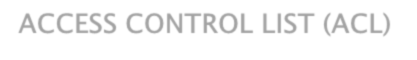 ACCESS CONTROL LIST (ACL)